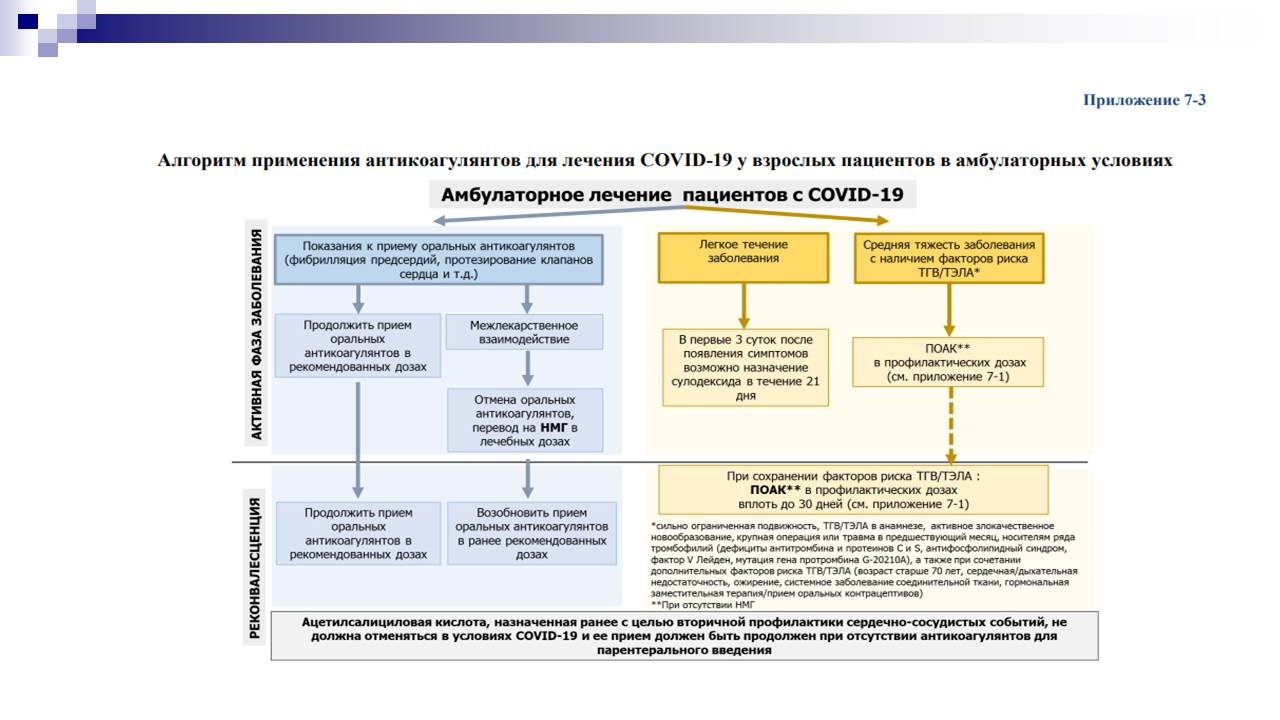 Приложение 7-3
Алгоритм применения антикоагулянтов для лечения COVID-19 у взрослых пациентов в амбулаторных условиях
Амбулаторное лечение пациентов с COVID-19
АКТИВНАЯ ФАЗА ЗАБОЛЕВАНИЯ
Показания к приему оральных антикоагулянтов
(фибрилляция предсердий, протезирование клапанов
сердца и т.д.)
Легкое течение
заболевания
Средняя тяжесть заболевания
с наличием факторов риска
ТГВ/ТЭЛА*
Продолжить прием
оральных
антикоагулянтов в
рекомендованных дозах
Межлекарственное
взаимодействие
Отмена оральных
антикоагулянтов,
перевод на НМГ в
лечебных дозах
В первые 3 суток после
появления симптомов
возможно назначение
сулодексида в течение 21
дня
ПОАК**
в профилактических дозах
(см. приложение 7-1)
РЕКОНВАЛЕСЦЕНЦИЯ
Продолжить прием
оральных
антикоагулянтов в
рекомендованных дозах
Возобновить прием
оральных антикоагулянтов
в ранее рекомендованных
дозах
При сохранении факторов риска ТГВ/ТЭЛА :
ПОАК** в профилактических дозах
вплоть до 30 дней (см. приложение 7-1)
*сильно ограниченная подвижность, ТГВ/ТЭЛА в анамнезе, активное злокачественное
новообразование, крупная операция или травма в предшествующий месяц, носителям ряда
тромбофилий (дефициты антитромбина и протеинов C и S, антифосфолипидный синдром,
фактор V Лейден, мутация гена протромбина G-20210A), а также при сочетании
дополнительных факторов риска ТГВ/ТЭЛА (возраст старше 70 лет, сердечная/дыхательная
недостаточность, ожирение, системное заболевание соединительной ткани, гормональная
заместительная терапия/прием оральных контрацептивов)
**При отсутствии НМГ
Ацетилсалициловая кислота, назначенная ранее с целью вторичной профилактики сердечно-сосудистых событий, не
должна отменяться в условиях COVID-19 и ее прием должен быть продолжен при отсутствии антикоагулянтов для
парентерального введения